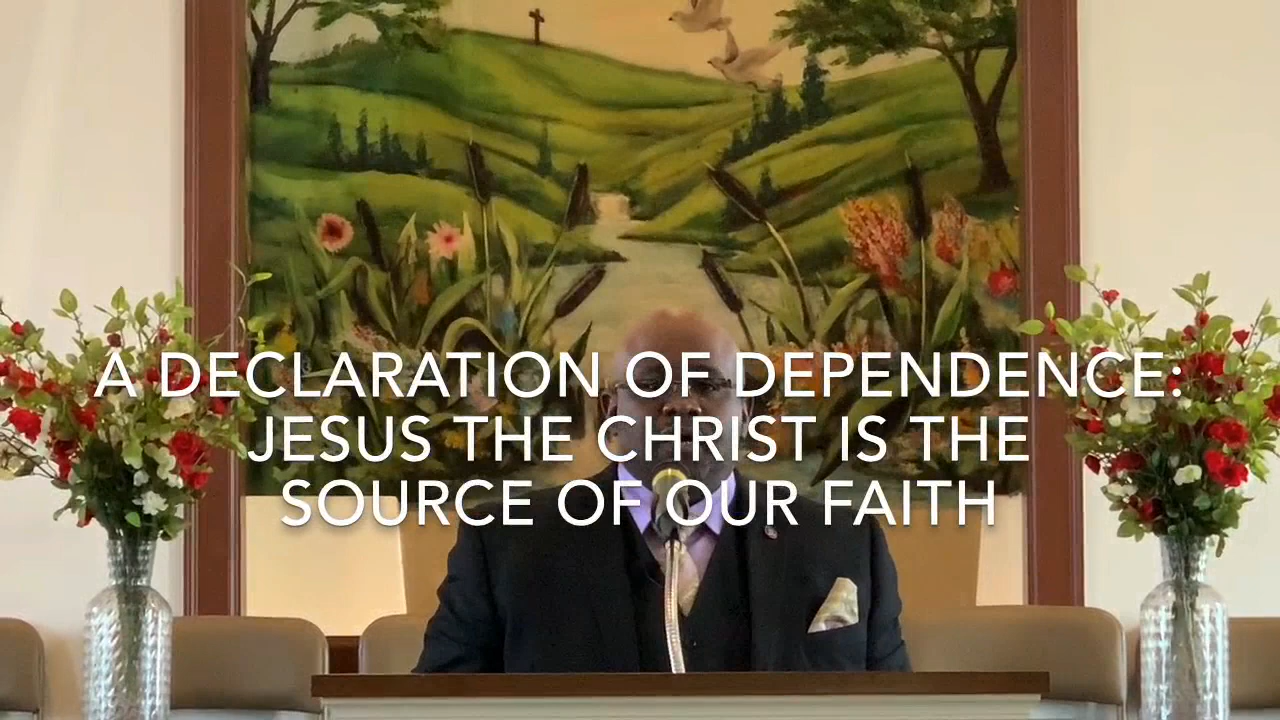 A DECLARATION OF DEPENDENCE:
JESUS THE CHRIST IS THE
SOURCE OF OUR FAITH